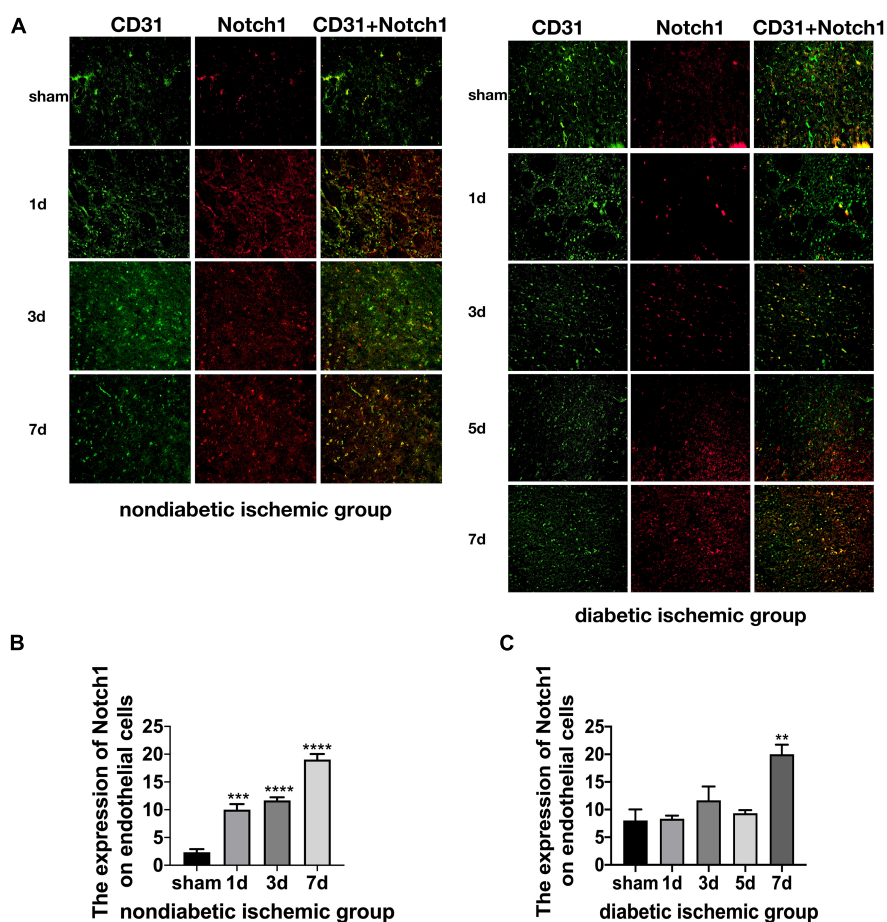 A
CD31 Notch1 CD31+Notch1
sham
1d
3d
7d
nondiabetic ischemic group
CD31 Notch1 CD31+Notch1
sham
1d
3d
5d
7d
diabetic ischemic group
B
The expression of Notch1
on endothelial cells
25
20
15
10
5
0
***
****
****
sham 1d 3d 7d
nondiabetic ischemic group
C
The expression of Notch1
on endothelial cells
25
20
15
10
5
0
**
sham 1d 3d 5d 7d
diabetic ischemic group